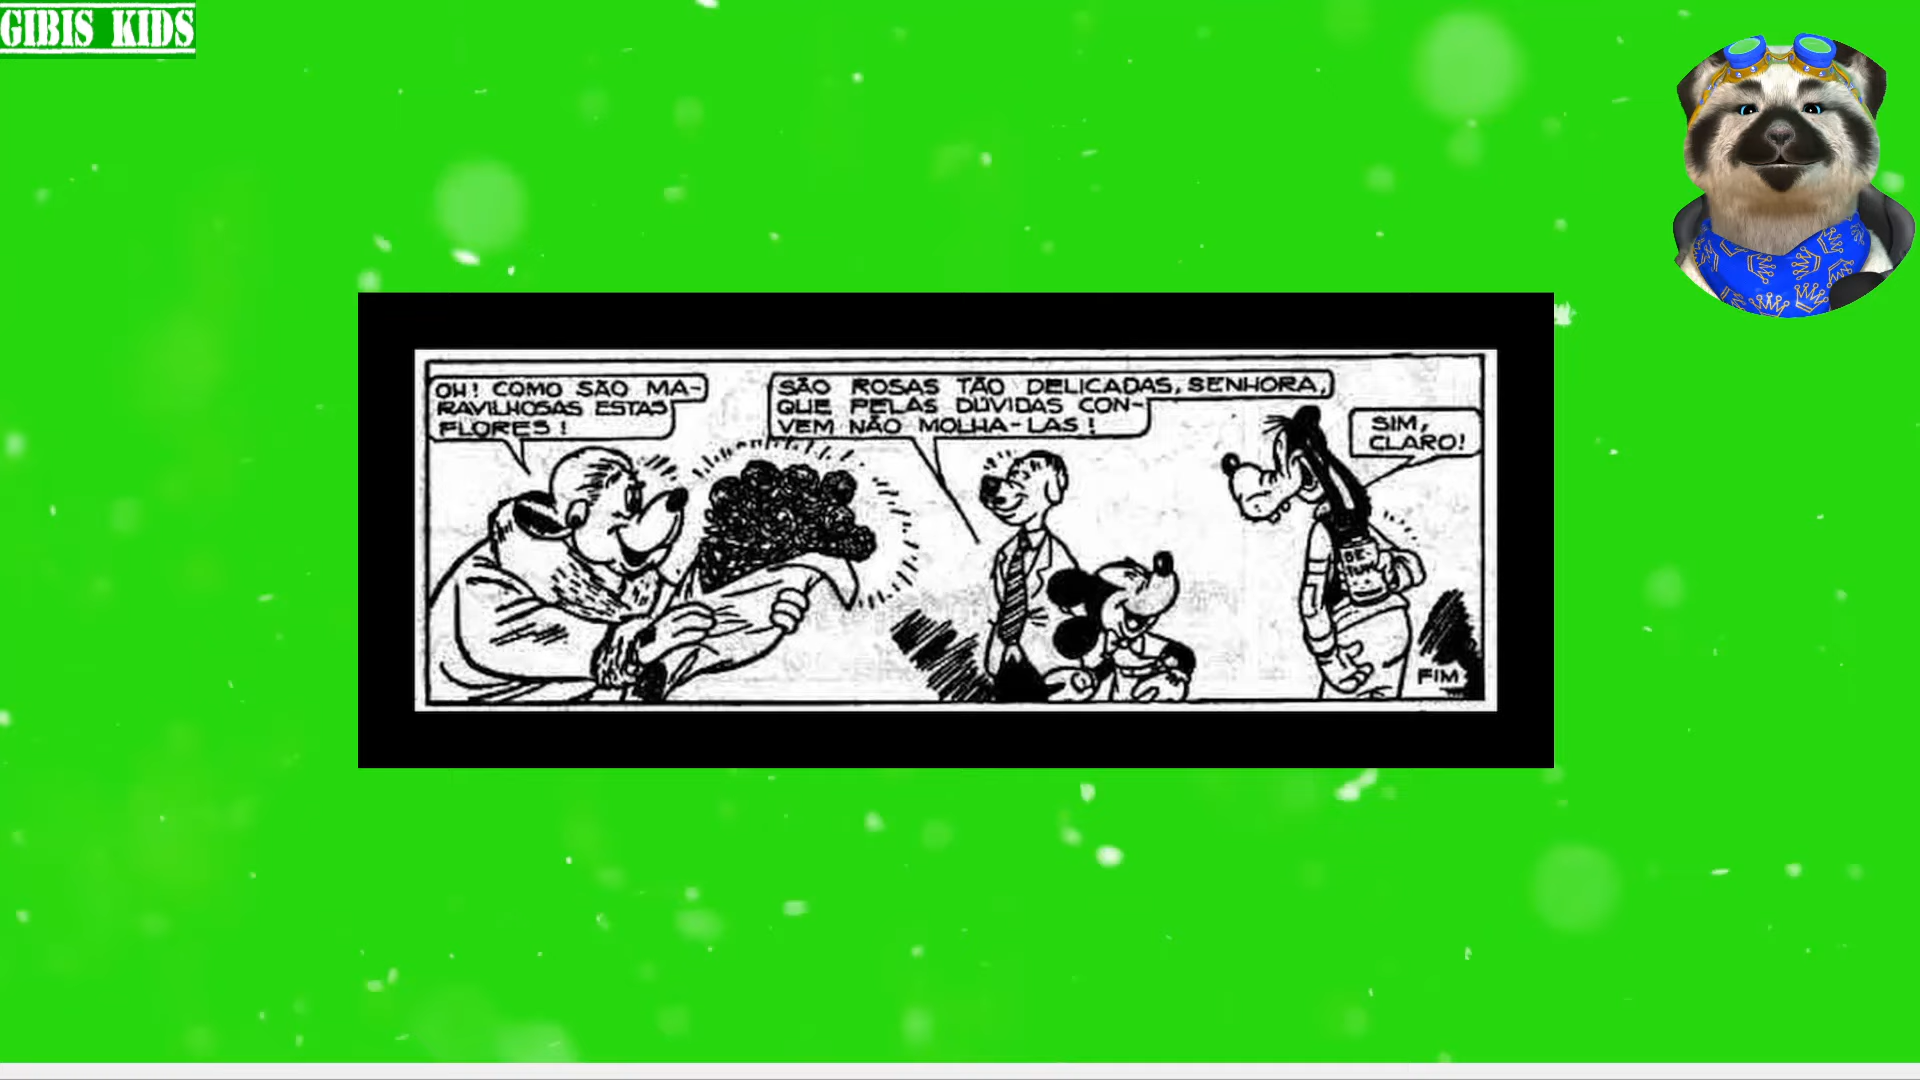 GIBIS KIDS
OH! COMO SÃO MA-
RAVILHOSAS ESTAS
FLORES!
SÃO ROSAS TÃO DELICADAS, SENHORA,
QUE PELAS DÚVIDAS CON-
VEM NÃO MOLHA-LAS!
SIM,
CLARO!
FIM